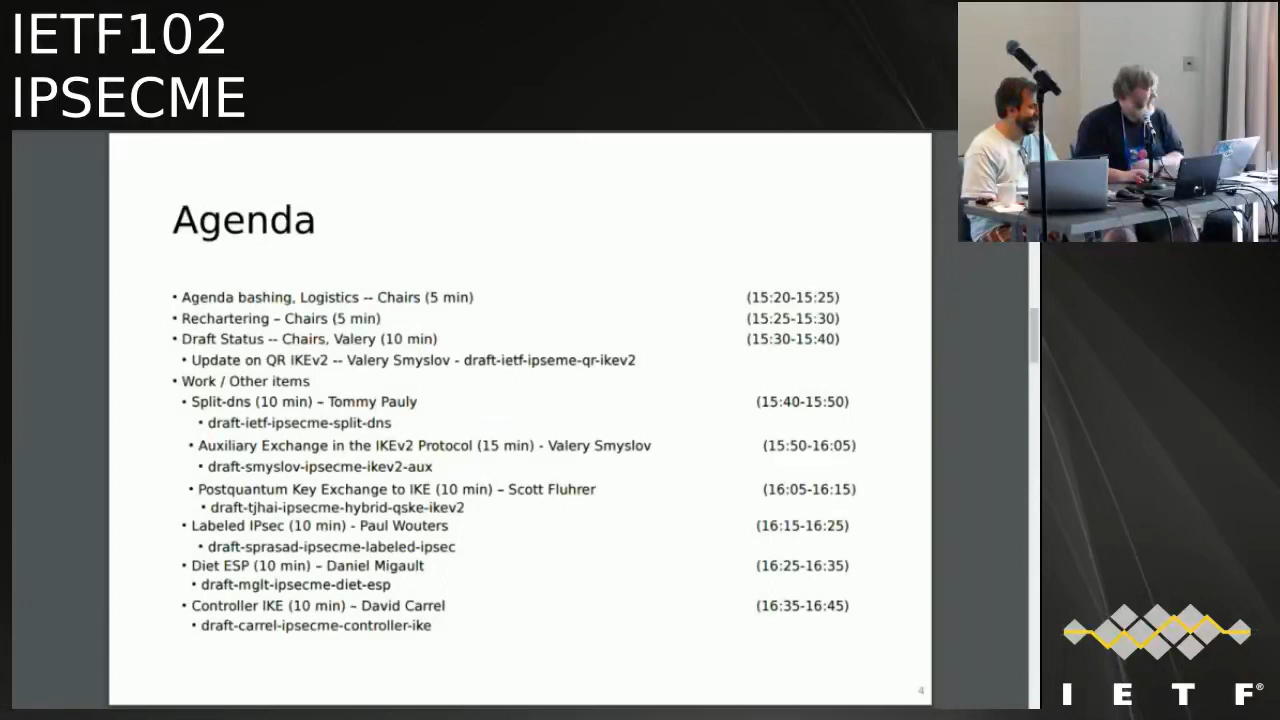 IETF102
IPSECME
Agenda
• Agenda bashing, Logistics -- Chairs (5 min) (15:20-15:25)
• Rechartering – Chairs (5 min) (15:25-15:30)
• Draft Status -- Chairs, Valery (10 min) (15:30-15:40)
• Update on QR IKEv2 -- Valery Smyslov - draft-ietf-ipseme-qr-ikev2
• Work / Other items
• Split-dns (10 min) – Tommy Pauly (15:40-15:50)
• draft-ietf-ipsecme-split-dns
• Auxiliary Exchange in the IKEv2 Protocol (15 min) - Valery Smyslov (15:50-16:05)
• draft-smyslov-ipsecme-ikev2-aux
• Postquantum Key Exchange to IKE (10 min) – Scott Fluhrer (16:05-16:15)
• draft-tjhai-ipsecme-hybrid-qske-ikev2
• Labeled IPsec (10 min) - Paul Wouters (16:15-16:25)
• draft-sprasad-ipsecme-labeled-ipsec
• Diet ESP (10 min) – Daniel Migault (16:25-16:35)
• draft-mglt-ipsecme-diet-esp
• Controller IKE (10 min) – David Carrel (16:35-16:45)
• draft-carrel-ipsecme-controller-ike
4
I E T F®